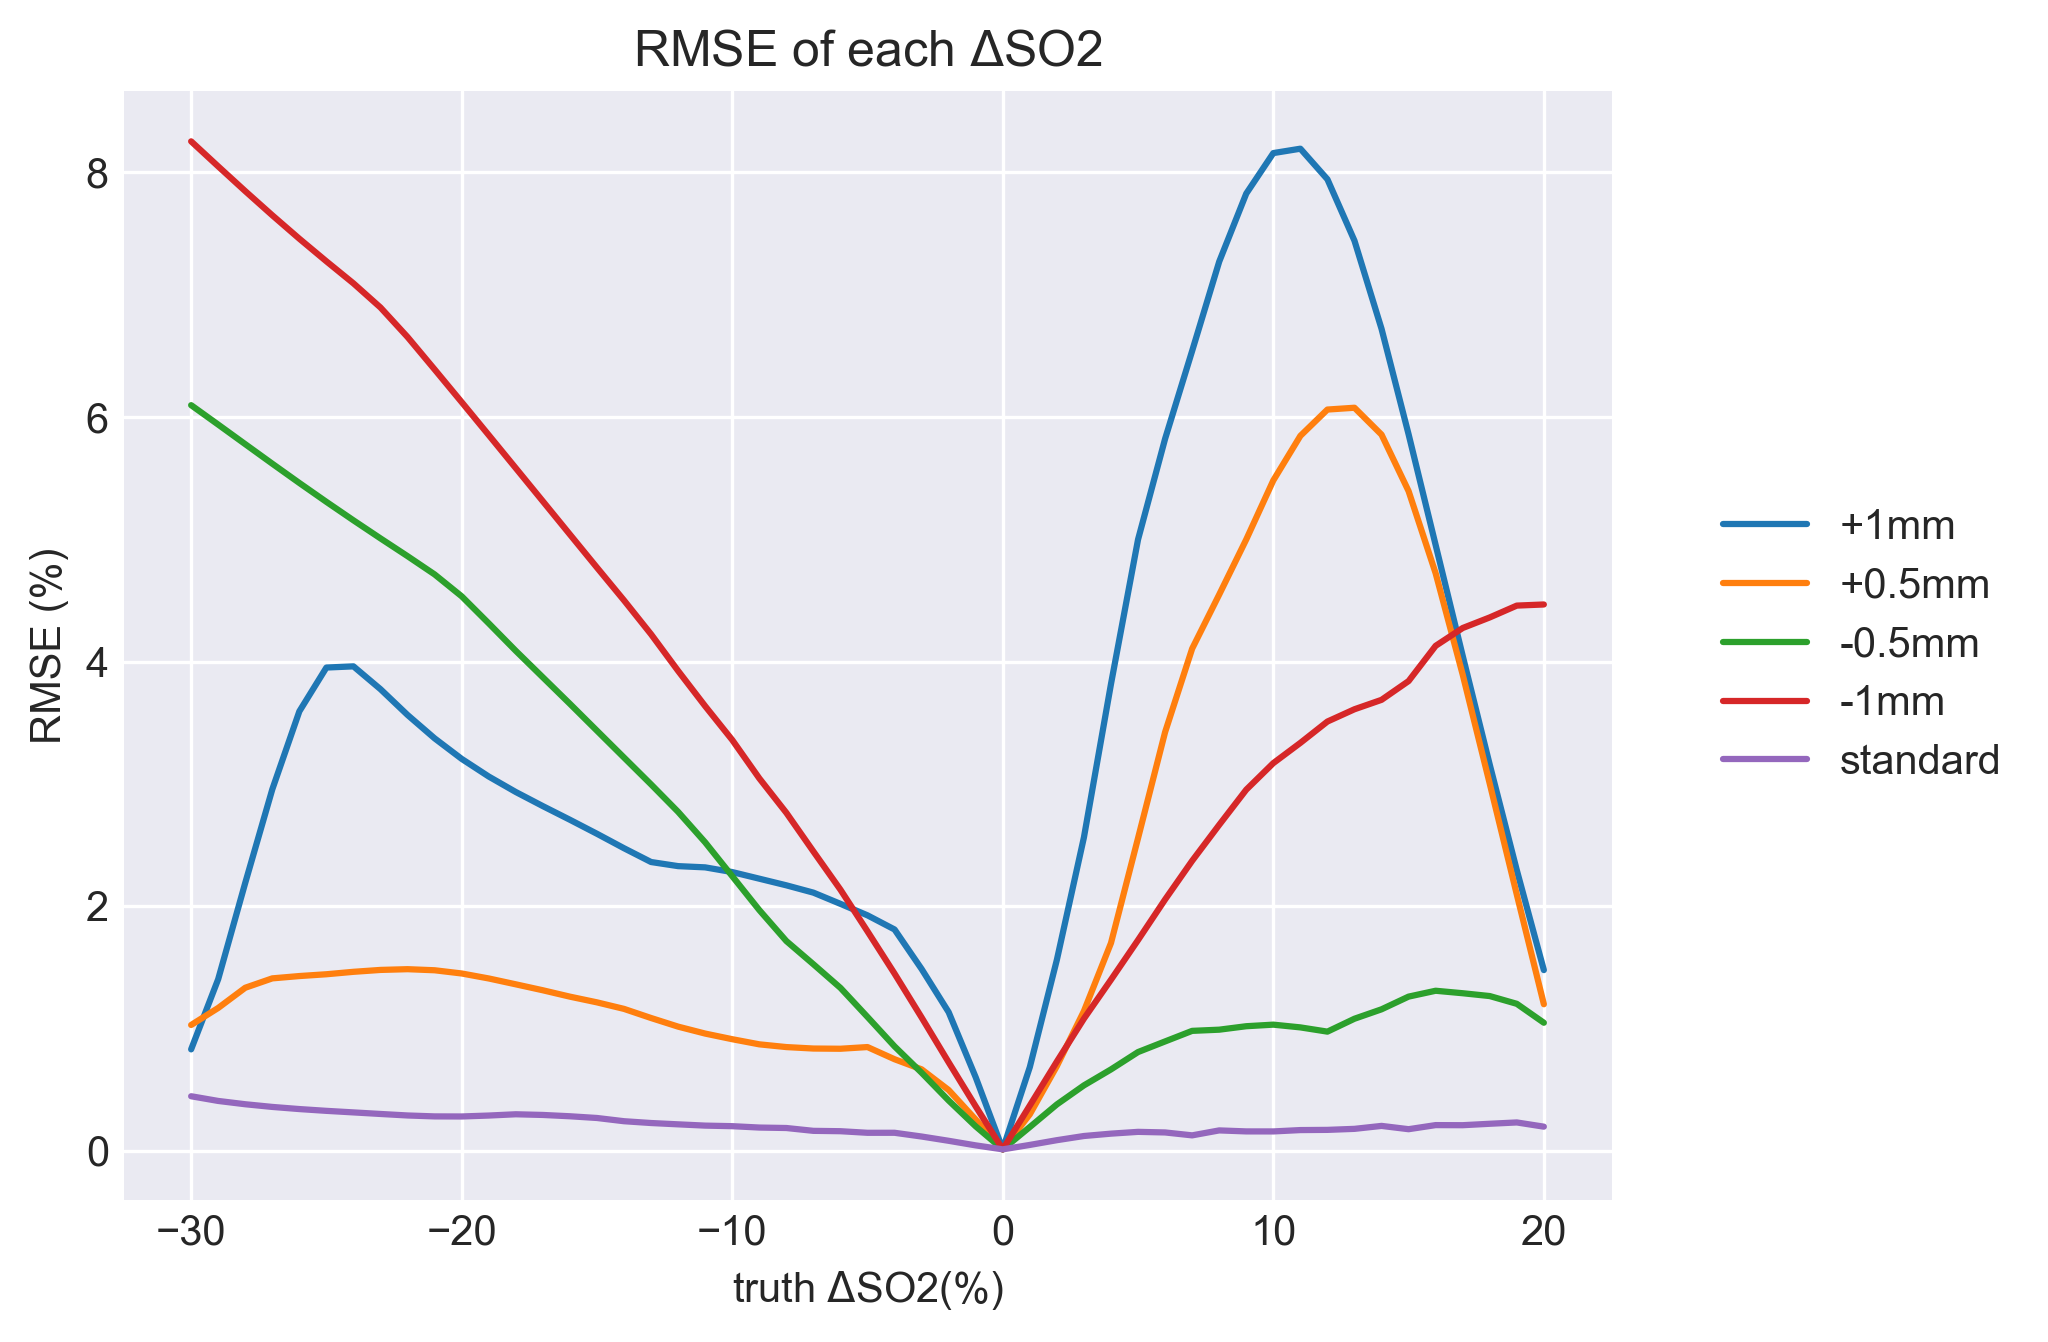 RMSE of each ΔSO2
RMSE (%)
8
6
4
2
0
−30
−20
−10
0
10
20
truth ΔSO2(%)
+1mm
+0.5mm
-0.5mm
-1mm
standard